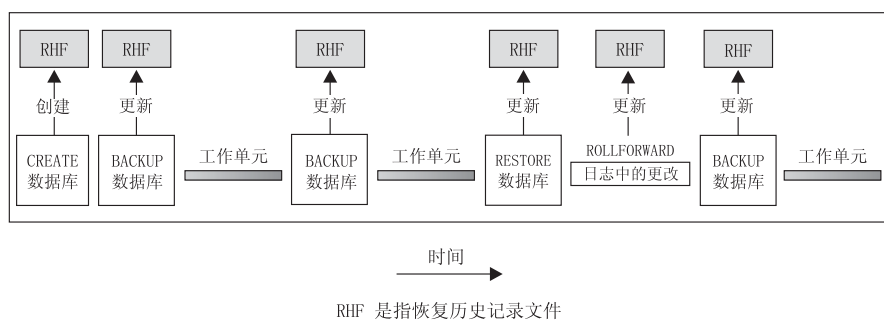 RHF
RHF
RHF
RHF
RHF
RHF
创建
更新
更新
更新
更新
更新
CREATE
数据库
BACKUP
数据库
工作单元
BACKUP
数据库
工作单元
RESTORE
数据库
ROLLFORWARD
日志中的更改
BACKUP
数据库
工作单元
时间
RHF 是指恢复历史记录文件